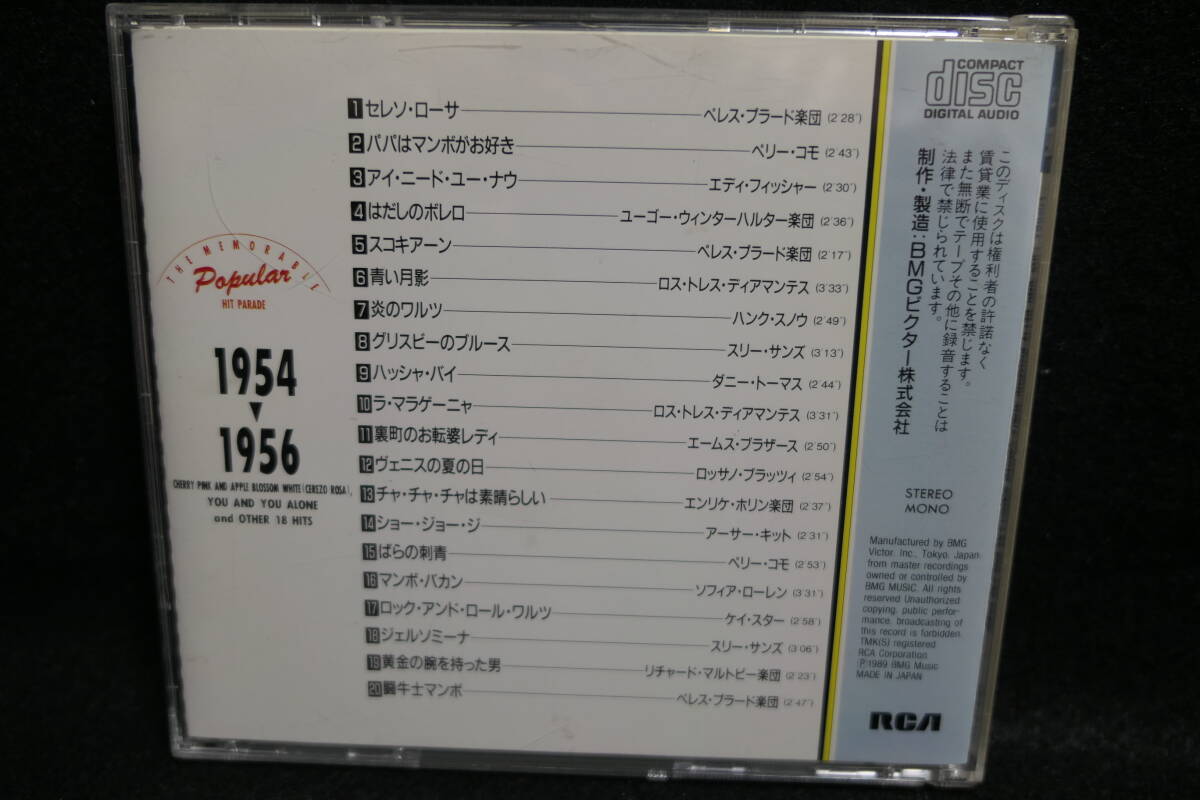 THE MEMORABLE
Popular
HIT PARADE
1954
▼
1956
CHERRY PINK AND APPLE BLOSSOM WHITE (CEREZO ROSA),
YOU AND YOU ALONE
and OTHER 18 HITS
1 セレソ・ローサ ペレス・プラード楽団 (2′28″)
2 パパはマンボがお好き ペリー・コモ (2′43″)
3 アイ・ニード・ユー・ナウ エディ・フィッシャー (2′30″)
4 はだしのボレロ ユーゴー・ウィンターハルター楽団 (2′36″)
5 スコキアーン ペレス・プラード楽団 (2′17″)
6 青い月影 ロス・トレス・ディアマンテス (3′33″)
7 炎のワルツ ハンク・スノウ (2′49″)
8 グリスビーのブルース スリー・サンズ (3′13″)
9 ハッシャ・バイ ダニー・トーマス (2′44″)
10 ラ・マラゲーニャ ロス・トレス・ディアマンテス (3′31″)
11 裏町のお転婆レディ エームス・ブラザース (2′50″)
12 ヴェニスの夏の日 ロッサノ・ブラッツィ (2′54″)
13 チャ・チャ・チャは素晴らしい エンリケ・ホリン楽団 (2′37″)
14 ショー・ジョー・ジ アーサー・キット (2′31″)
15 ばらの刺青 ペリー・コモ (2′53″)
16 マンボ・バカン ソフィア・ローレン (3′31″)
17 ロック・アンド・ロール・ワルツ ケイ・スター (2′58″)
18 ジェルソミーナ スリー・サンズ (3′06″)
19 黄金の腕を持った男 リチャード・マルトビー楽団 (2′23″)
20 闘牛士マンボ ペレス・プラード楽団 (2′47″)
COMPACT
disc
DIGITAL AUDIO
このディスクは権利者の許諾なく
賃貸業に使用することを禁じます。
また無断でテープその他に録音することは
法律で禁じられています。
制作・製造:BMGビクター株式会社
STEREO
MONO
Manufactured by BMG
Victor, Inc., Tokyo, Japan
from master recordings
owned or controlled by
BMG MUSIC. All rights
reserved Unauthorized
copying, public perfor-
mance, broadcasting of
this record is forbidden.
TMK(S) registered
RCA Corporation
℗1989 BMG Music
MADE IN JAPAN
RCA